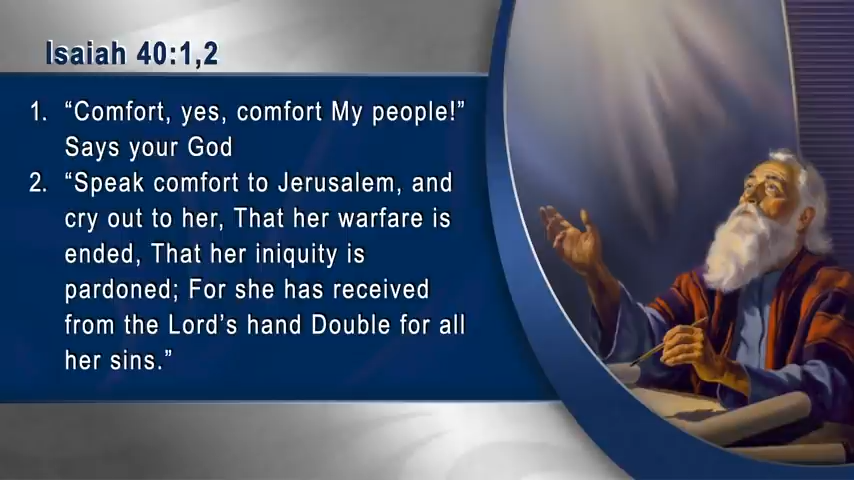 Isaiah 40:1,2
1. “Comfort, yes, comfort My people!”
Says your God
2. “Speak comfort to Jerusalem, and
cry out to her, That her warfare is
ended, That her iniquity is
pardoned; For she has received
from the Lord’s hand Double for all
her sins.”